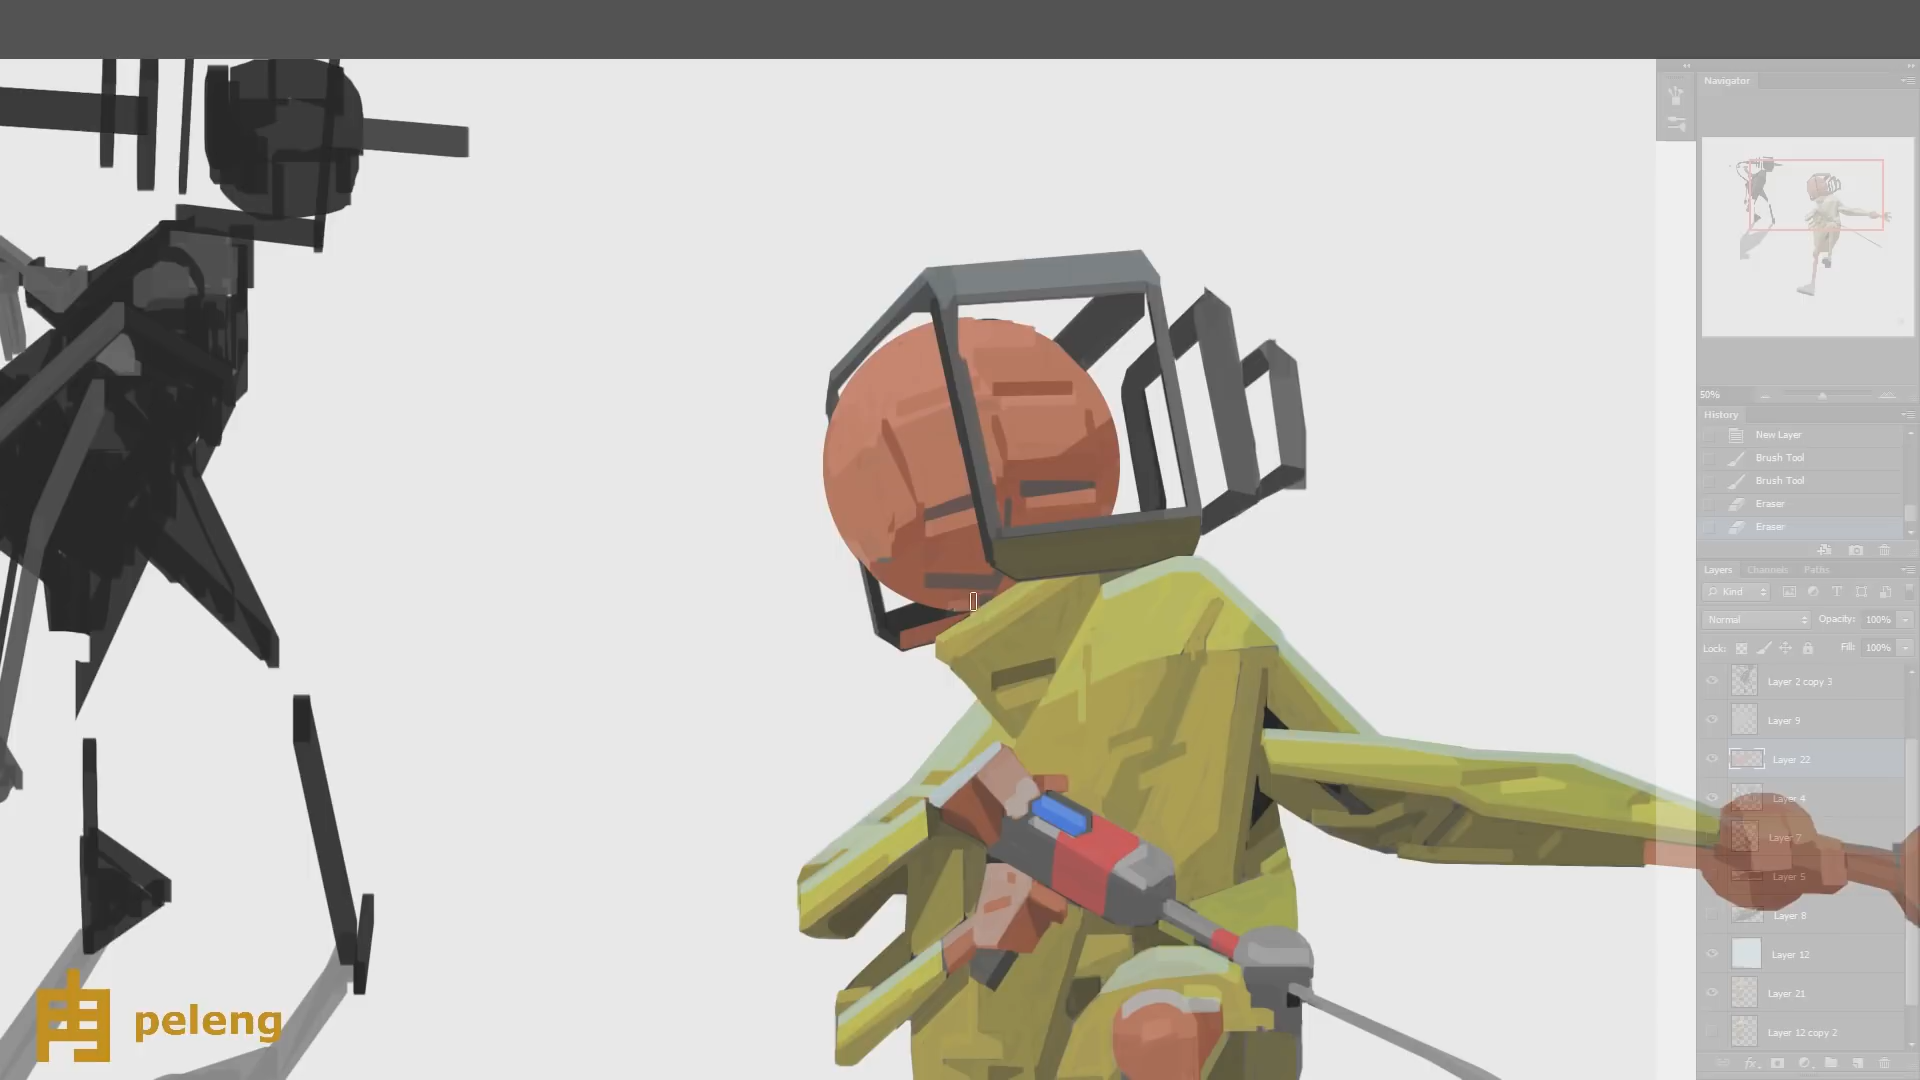 Navigator
50%
History
New Layer
Brush Tool
Brush Tool
Eraser
Eraser
Layers Channels Paths
Kind
Normal Opacity: 100%
Lock: Fill: 100%
Layer 2 copy 3
Layer 9
Layer 22
Layer 4
Layer 7
Layer 5
Layer 8
Layer 12
Layer 21
Layer 12 copy 2
peleng